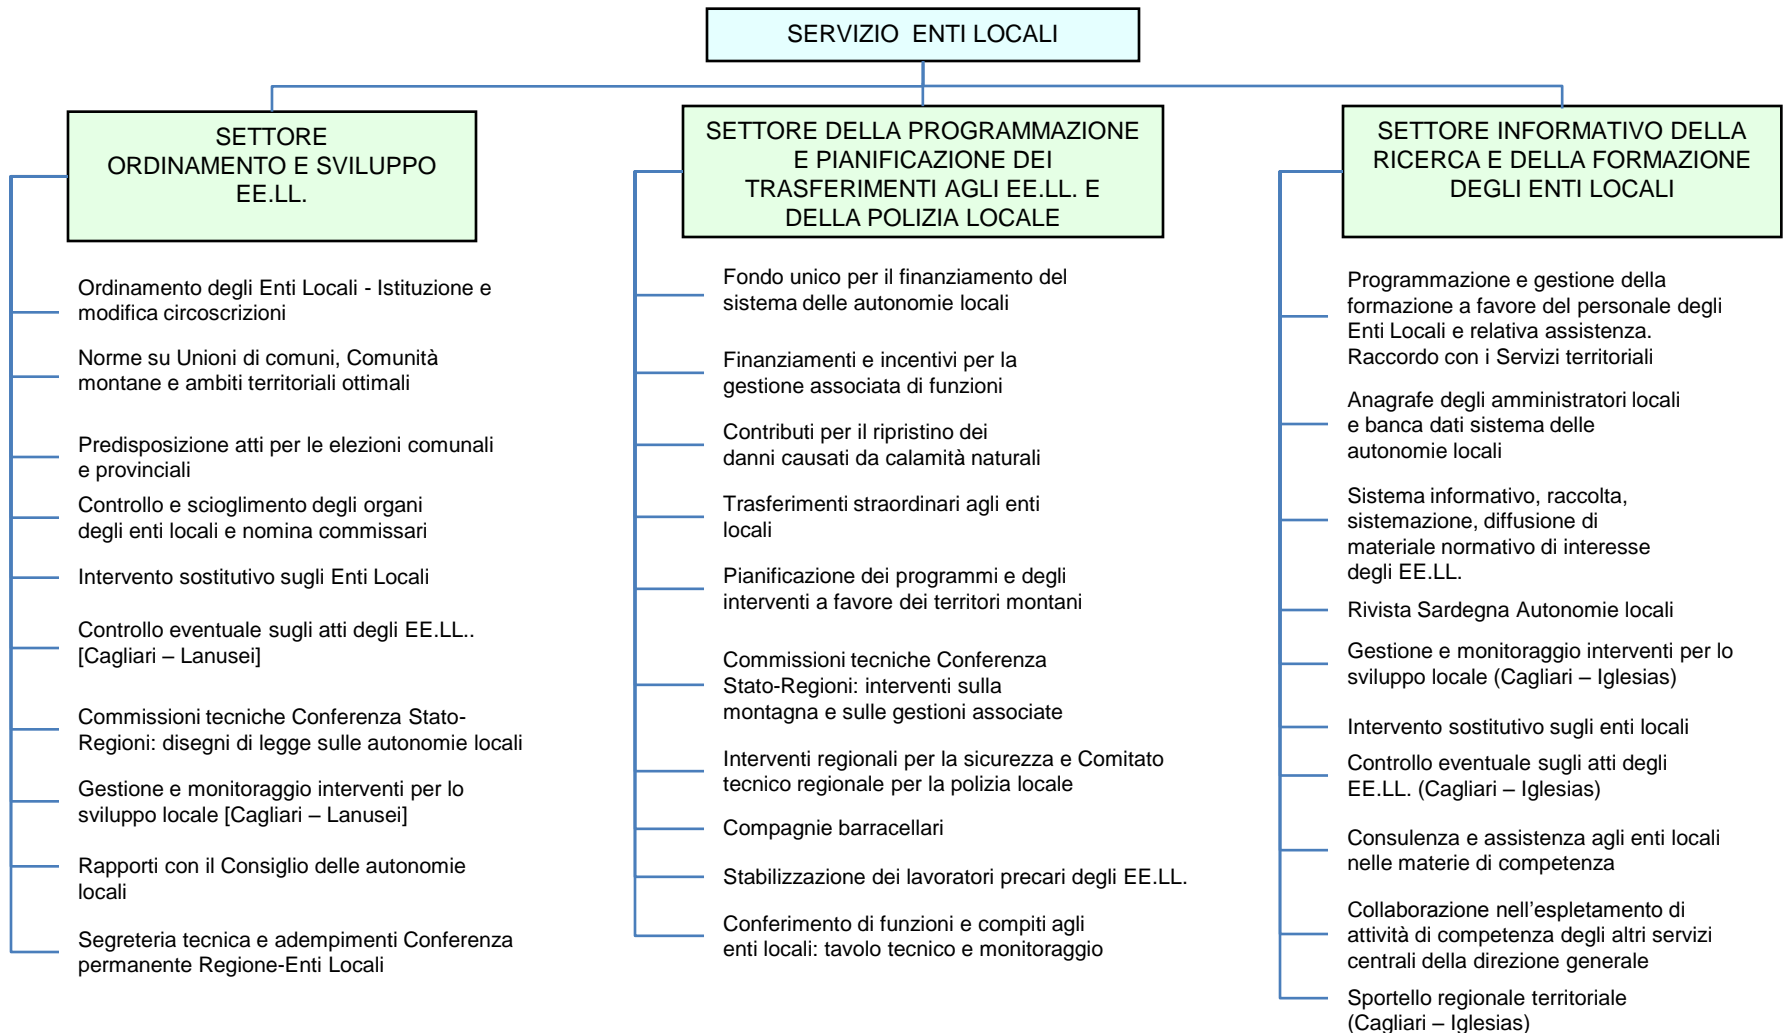 SERVIZIO ENTI LOCALI
SETTORE
ORDINAMENTO E SVILUPPO
EE.LL.
Ordinamento degli Enti Locali - Istituzione e
modifica circoscrizioni
Norme su Unioni di comuni, Comunità
montane e ambiti territoriali ottimali
Predisposizione atti per le elezioni comunali
e provinciali
Controllo e scioglimento degli organi
degli enti locali e nomina commissari
Intervento sostitutivo sugli Enti Locali
Controllo eventuale sugli atti degli EE.LL..
[Cagliari – Lanusei]
Commissioni tecniche Conferenza Stato-
Regioni: disegni di legge sulle autonomie locali
Gestione e monitoraggio interventi per lo
sviluppo locale [Cagliari – Lanusei]
Rapporti con il Consiglio delle autonomie
locali
Segreteria tecnica e adempimenti Conferenza
permanente Regione-Enti Locali
SETTORE DELLA PROGRAMMAZIONE
E PIANIFICAZIONE DEI
TRASFERIMENTI AGLI EE.LL. E
DELLA POLIZIA LOCALE
Fondo unico per il finanziamento del
sistema delle autonomie locali
Finanziamenti e incentivi per la
gestione associata di funzioni
Contributi per il ripristino dei
danni causati da calamità naturali
Trasferimenti straordinari agli enti
locali
Pianificazione dei programmi e degli
interventi a favore dei territori montani
Commissioni tecniche Conferenza
Stato-Regioni: interventi sulla
montagna e sulle gestioni associate
Interventi regionali per la sicurezza e Comitato
tecnico regionale per la polizia locale
Compagnie barracellari
Stabilizzazione dei lavoratori precari degli EE.LL.
Conferimento di funzioni e compiti agli
enti locali: tavolo tecnico e monitoraggio
SETTORE INFORMATIVO DELLA
RICERCA E DELLA FORMAZIONE
DEGLI ENTI LOCALI
Programmazione e gestione della
formazione a favore del personale degli
Enti Locali e relativa assistenza.
Raccordo con i Servizi territoriali
Anagrafe degli amministratori locali
e banca dati sistema delle
autonomie locali
Sistema informativo, raccolta,
sistemazione, diffusione di
materiale normativo di interesse
degli EE.LL.
Rivista Sardegna Autonomie locali
Gestione e monitoraggio interventi per lo
sviluppo locale (Cagliari – Iglesias)
Intervento sostitutivo sugli enti locali
Controllo eventuale sugli atti degli
EE.LL. (Cagliari – Iglesias)
Consulenza e assistenza agli enti locali
nelle materie di competenza
Collaborazione nell’espletamento di
attività di competenza degli altri servizi
centrali della direzione generale
Sportello regionale territoriale
(Cagliari – Iglesias)